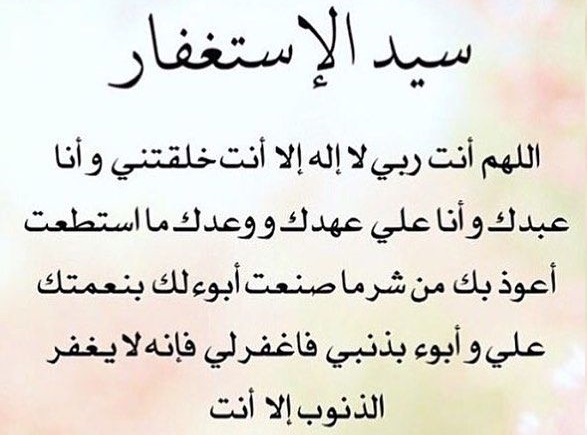 سيد الإستغفار
اللهم أنت ربي لا إله إلا أنت خلقتني و أنا
عبدك و أنا علي عهدك و وعدك ما استطعت
أعوذ بك من شر ما صنعت أبوء لك بنعمتك
علي و أبوء بذنبي فاغفرلي فإنه لا يغفر
الذنوب إلا أنت